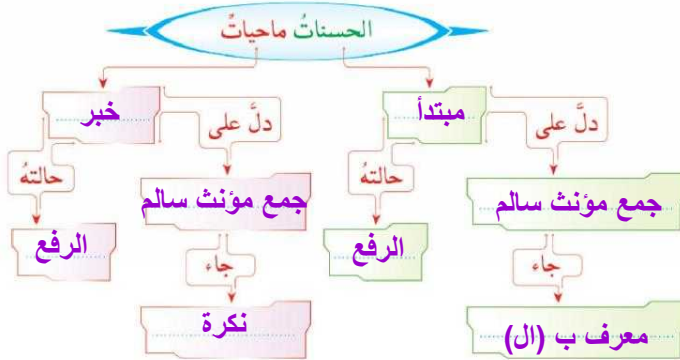 الحسناتُ ماحياتٌ
مبتدأ
خبر
دلَّ على
دلَّ على
حالتهُ
حالتهُ
جمع مؤنث سالم
جمع مؤنث سالم
الرفع
الرفع
جاء
جاء
معرف ب (ال)
نكرة